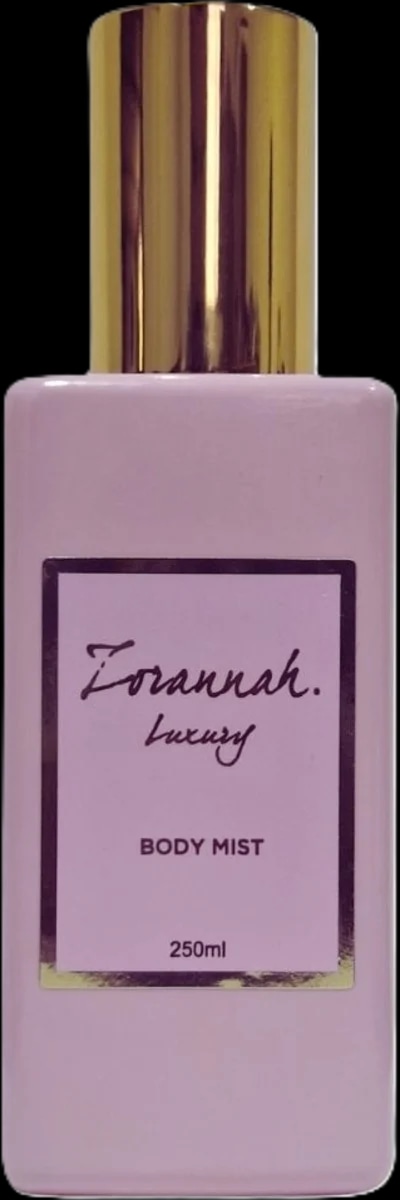 Zorannah.
Luxury
BODY MIST
250ml